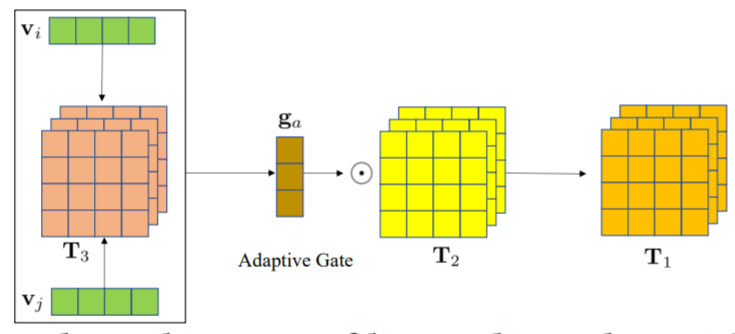 v_i
g_a
T_3
Adaptive Gate
T_2
T_1
v_j